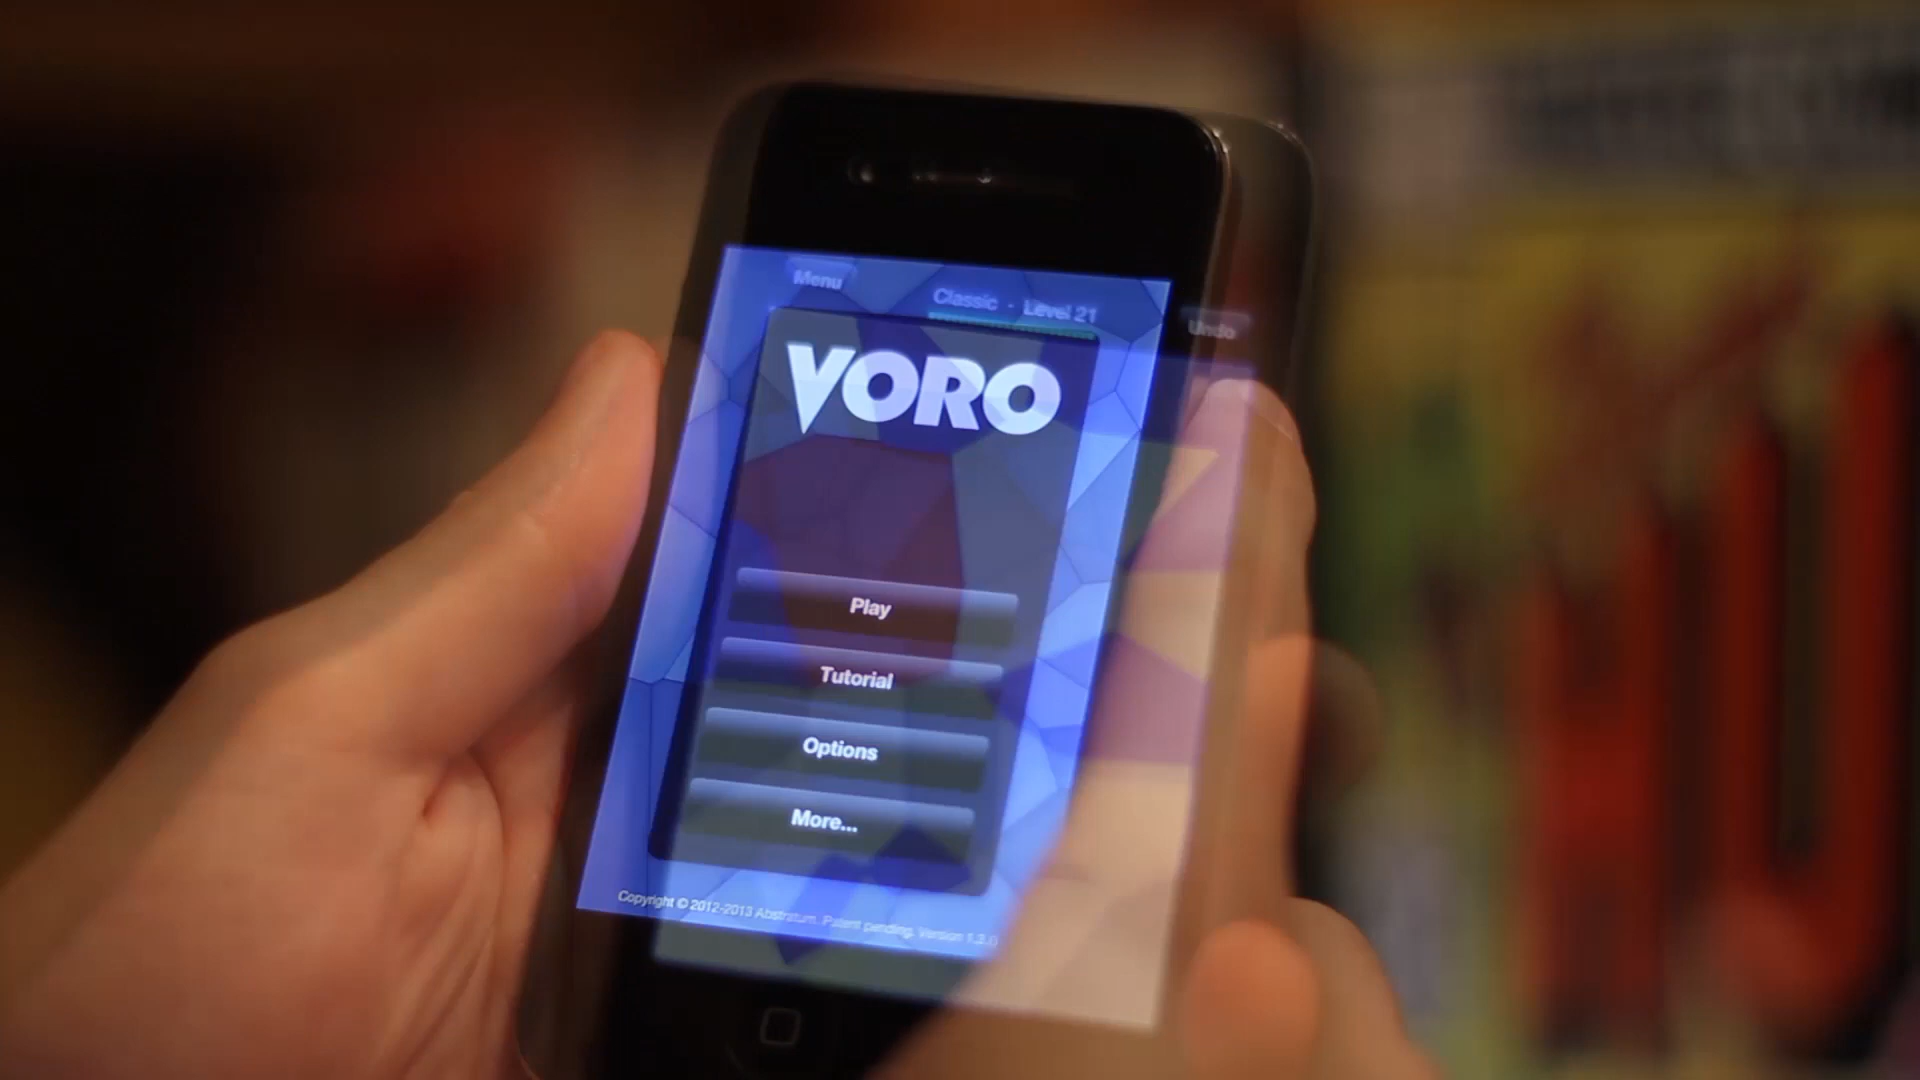 Menu
Classic - Level 21
Undo
VORO
Play
Tutorial
Options
More...
Copyright © 2012-2013 Abstratum. Patent pending. Version 1.3.0